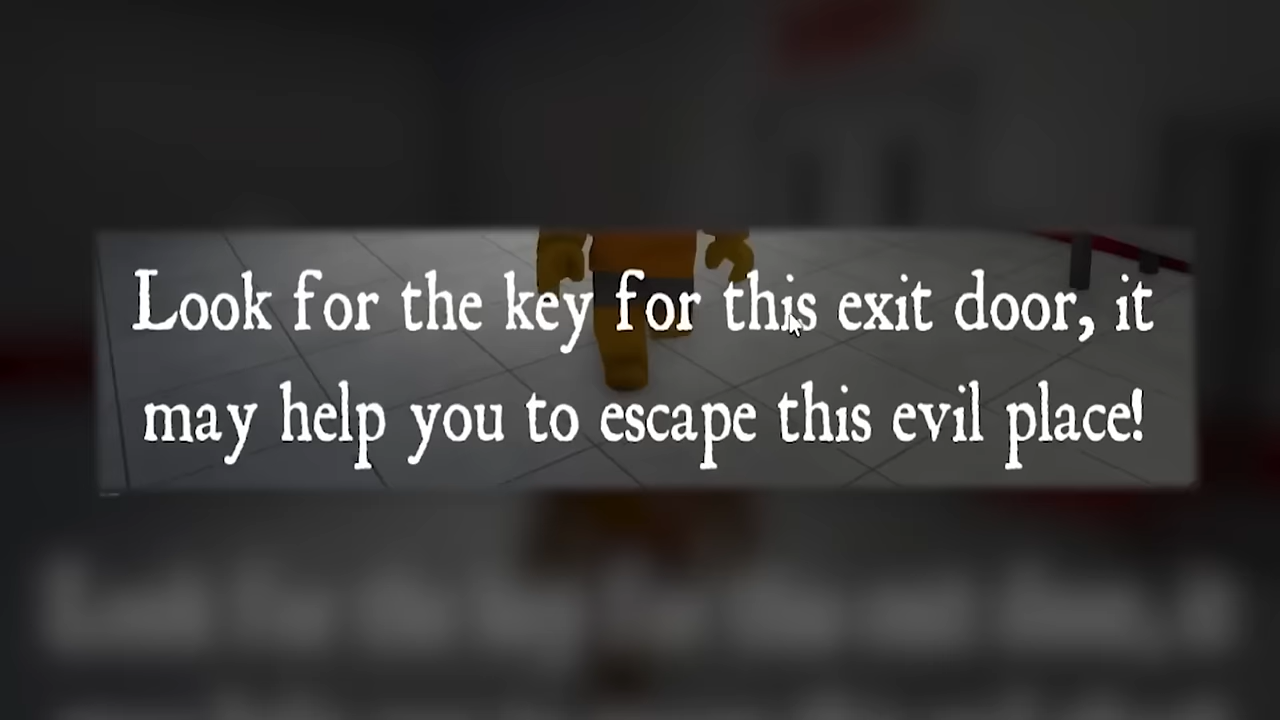 Look for the key for this exit door, it
may help you to escape this evil place!